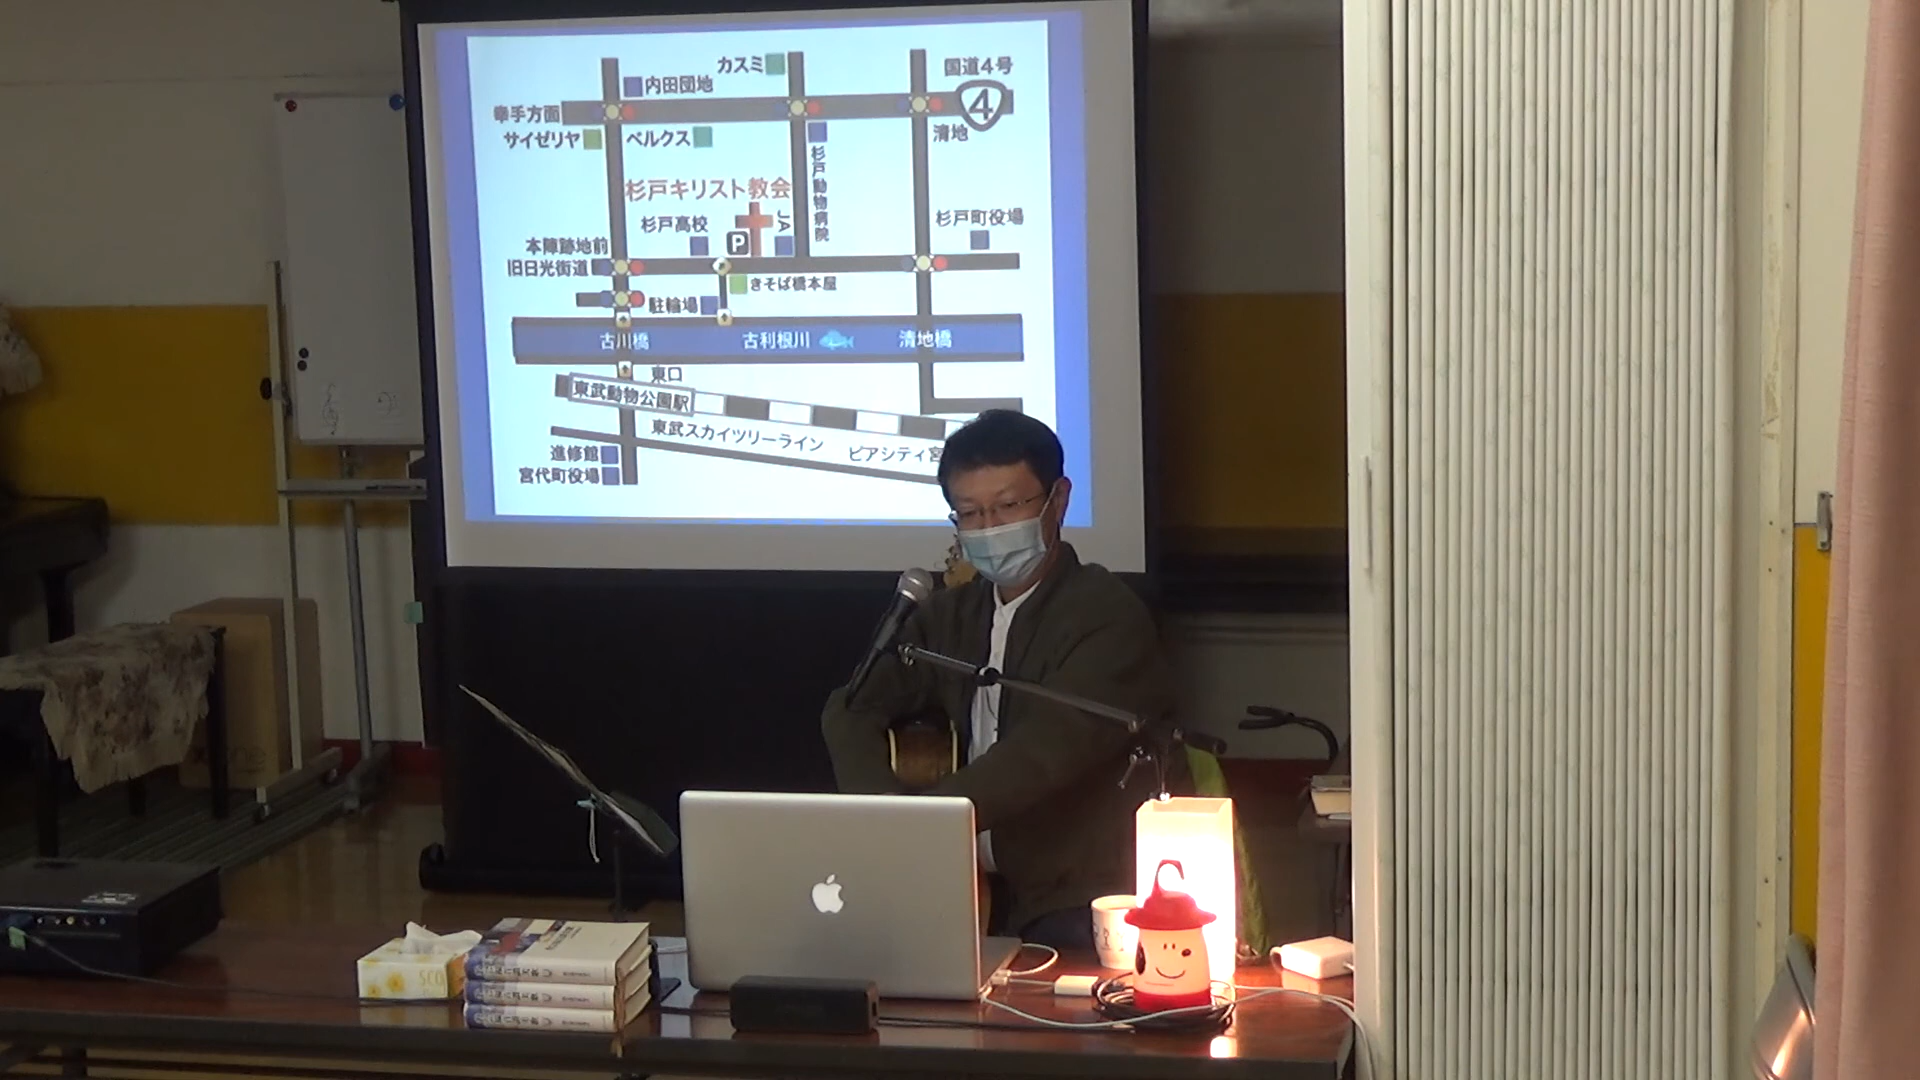 カスミ
国道4号
内田団地
幸手方面
4
サイゼリヤ
ベルクス
清地
杉戸動物病院
杉戸キリスト教会
杉戸高校
P
JA
杉戸町役場
本陣跡地前
旧日光街道
きそば橋本屋
駐輪場
古川橋
古利根川
清地橋
東口
東武動物公園駅
東武スカイツリーライン
ピアシティ宮
進修館
宮代町役場